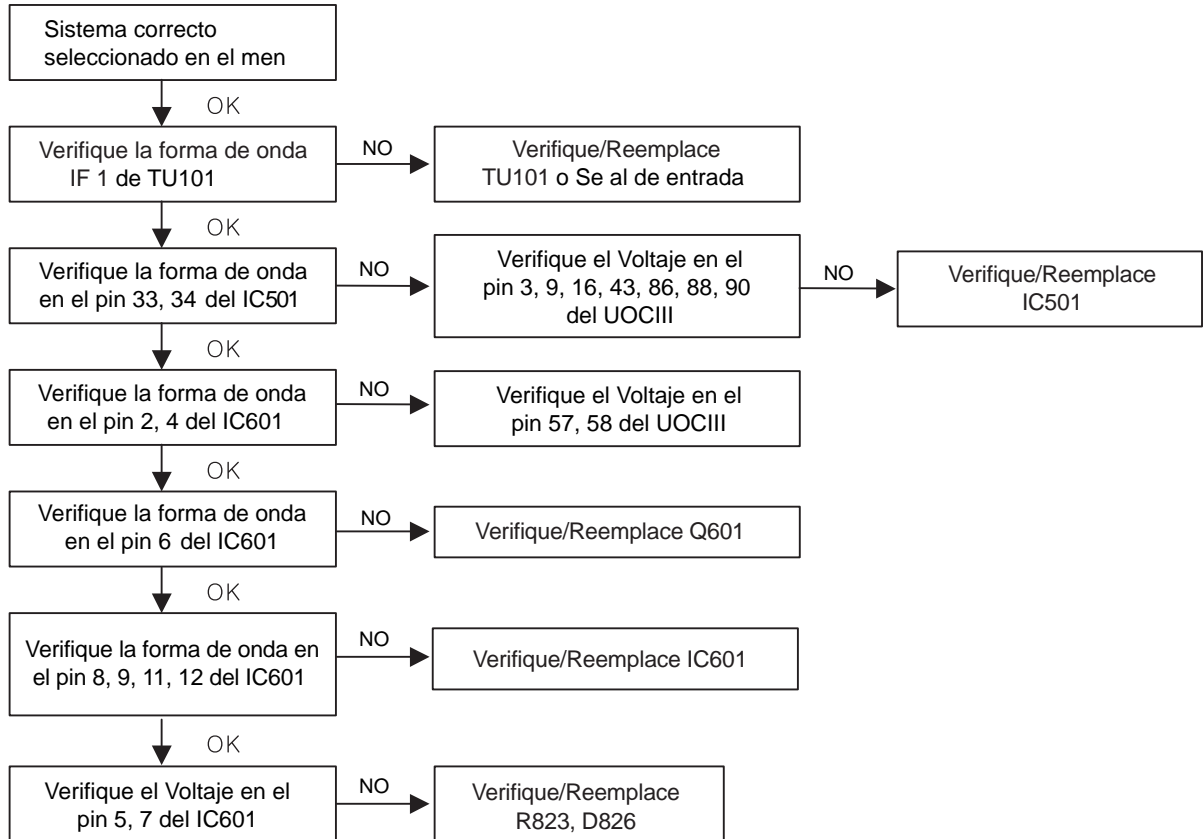 Sistema correcto
seleccionado en el men
OK
Verifique la forma de onda
IF 1 de TU101
NO
Verifique/Reemplace
TU101 o Se al de entrada
OK
Verifique la forma de onda
en el pin 33, 34 del IC501
NO
Verifique el Voltaje en el
pin 3, 9, 16, 43, 86, 88, 90
del UOCIII
NO
Verifique/Reemplace
IC501
OK
Verifique la forma de onda
en el pin 2, 4 del IC601
NO
Verifique el Voltaje en el
pin 57, 58 del UOCIII
OK
Verifique la forma de onda
en el pin 6 del IC601
NO
Verifique/Reemplace Q601
OK
Verifique la forma de onda en
el pin 8, 9, 11, 12 del IC601
NO
Verifique/Reemplace IC601
OK
Verifique el Voltaje en el
pin 5, 7 del IC601
NO
Verifique/Reemplace
R823, D826